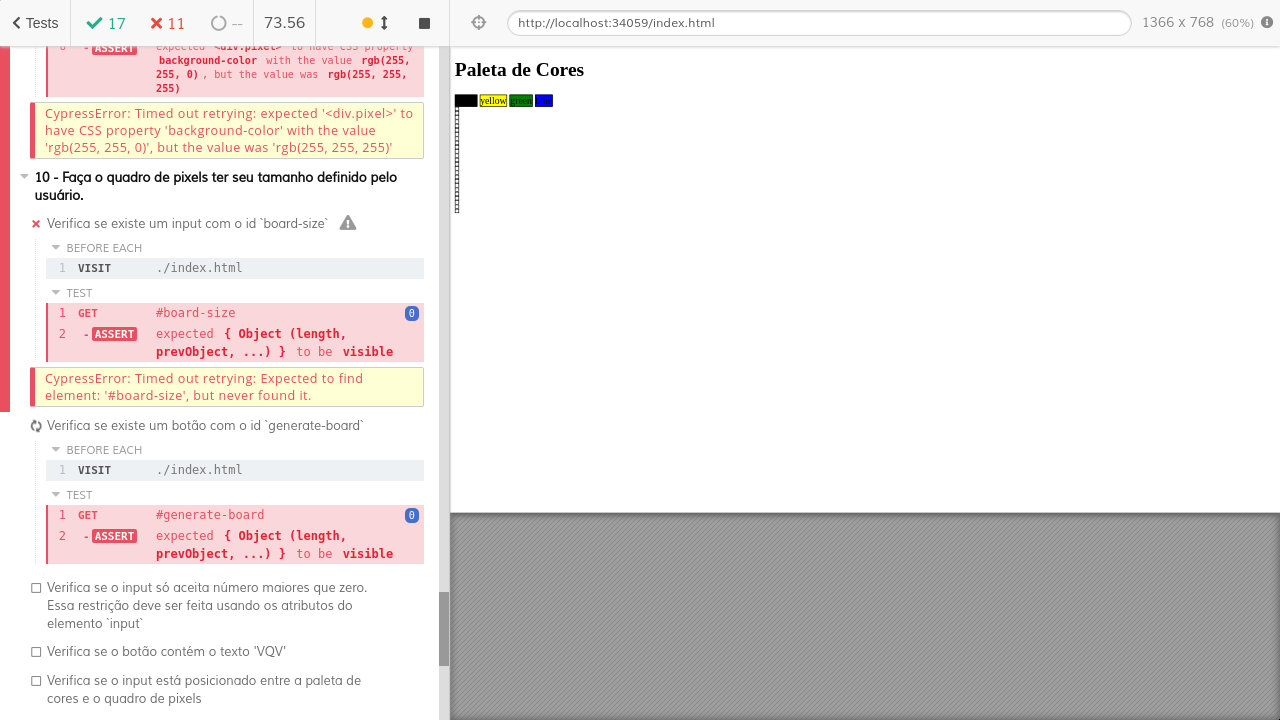 Tests
17
11
--
73.56
http://localhost:34059/index.html
1366 x 768 (60%)
- ASSERT expected <div.pixel> to have CSS property
background-color with the value rgb(255,
255, 0) , but the value was rgb(255, 255,
255)
CypressError: Timed out retrying: expected '<div.pixel>' to
have CSS property 'background-color' with the value
'rgb(255, 255, 0)', but the value was 'rgb(255, 255, 255)'
10 - Faça o quadro de pixels ter seu tamanho definido pelo
usuário.
Verifica se existe um input com o id `board-size`
BEFORE EACH
1 VISIT ./index.html
TEST
1 GET #board-size 0
2 - ASSERT expected { Object (length,
prevObject, ...) } to be visible
CypressError: Timed out retrying: Expected to find
element: '#board-size', but never found it.
Verifica se existe um botão com o id `generate-board`
BEFORE EACH
1 VISIT ./index.html
TEST
1 GET #generate-board 0
2 - ASSERT expected { Object (length,
prevObject, ...) } to be visible
Verifica se o input só aceita número maiores que zero.
Essa restrição deve ser feita usando os atributos do
elemento `input`
Verifica se o botão contém o texto 'VQV'
Verifica se o input está posicionado entre a paleta de
cores e o quadro de pixels
Paleta de Cores
yellow green